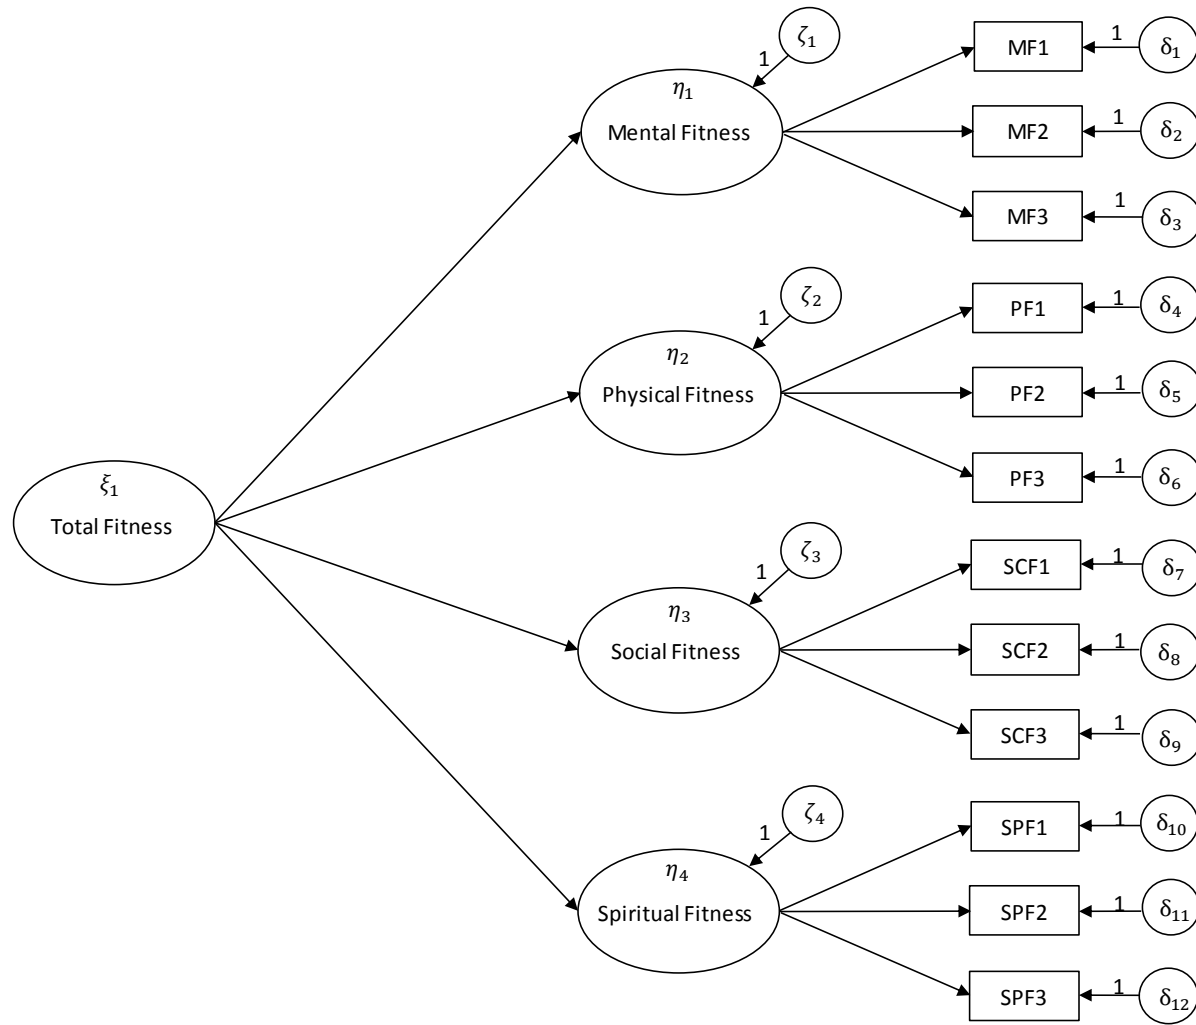 ζ₁
1
η₁
Mental Fitness
MF1
1
δ₁
MF2
1
δ₂
MF3
1
δ₃
ζ₂
1
η₂
Physical Fitness
PF1
1
δ₄
PF2
1
δ₅
PF3
1
δ₆
ξ₁
Total Fitness
ζ₃
1
η₃
Social Fitness
SCF1
1
δ₇
SCF2
1
δ₈
SCF3
1
δ₉
ζ₄
1
η₄
Spiritual Fitness
SPF1
1
δ₁₀
SPF2
1
δ₁₁
SPF3
1
δ₁₂